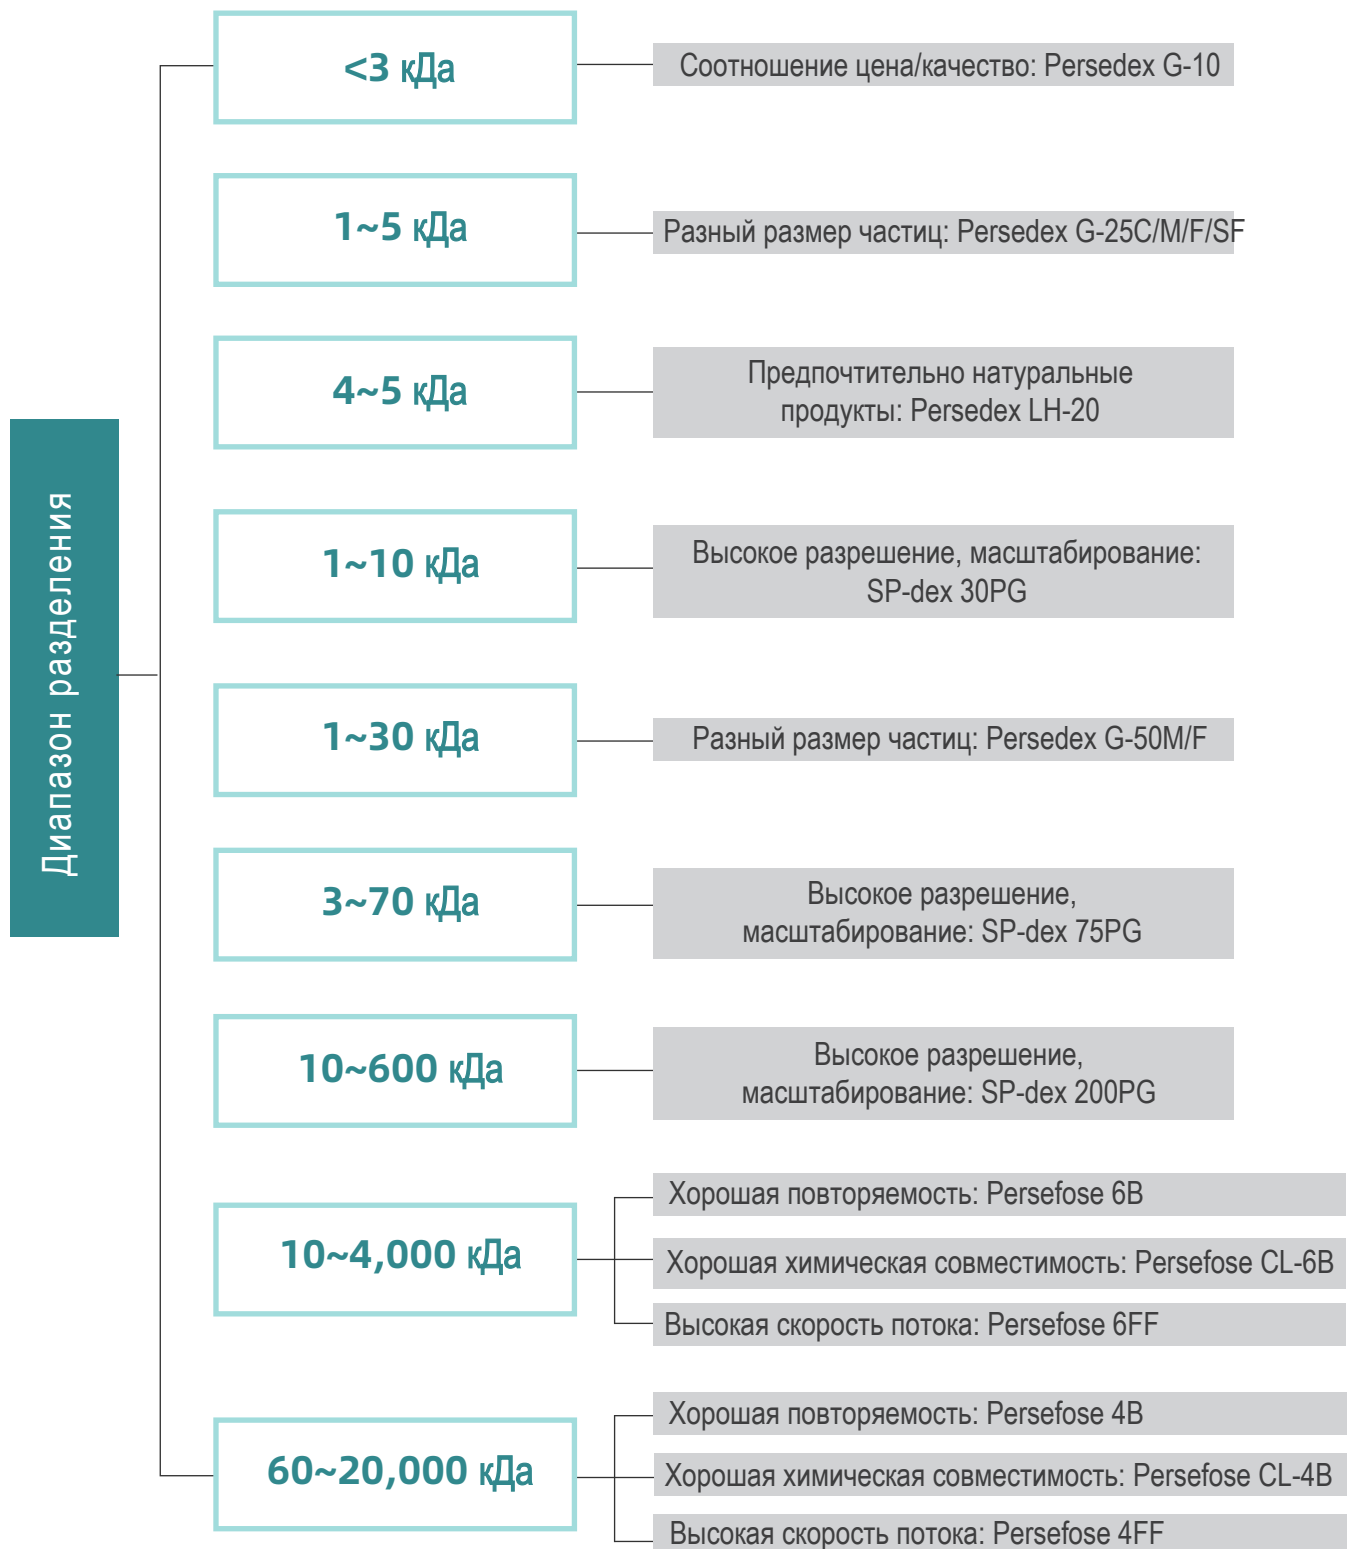 Диапазон разделения
<3 кДа
Соотношение цена/качество: Persedex G-10
1~5 кДа
Разный размер частиц: Persedex G-25C/M/F/SF
4~5 кДа
Предпочтительно натуральные
продукты: Persedex LH-20
1~10 кДа
Высокое разрешение, масштабирование:
SP-dex 30PG
1~30 кДа
Разный размер частиц: Persedex G-50M/F
3~70 кДа
Высокое разрешение,
масштабирование: SP-dex 75PG
10~600 кДа
Высокое разрешение,
масштабирование: SP-dex 200PG
10~4,000 кДа
Хорошая повторяемость: Persefose 6B
Хорошая химическая совместимость: Persefose CL-6B
Высокая скорость потока: Persefose 6FF
60~20,000 кДа
Хорошая повторяемость: Persefose 4B
Хорошая химическая совместимость: Persefose CL-4B
Высокая скорость потока: Persefose 4FF